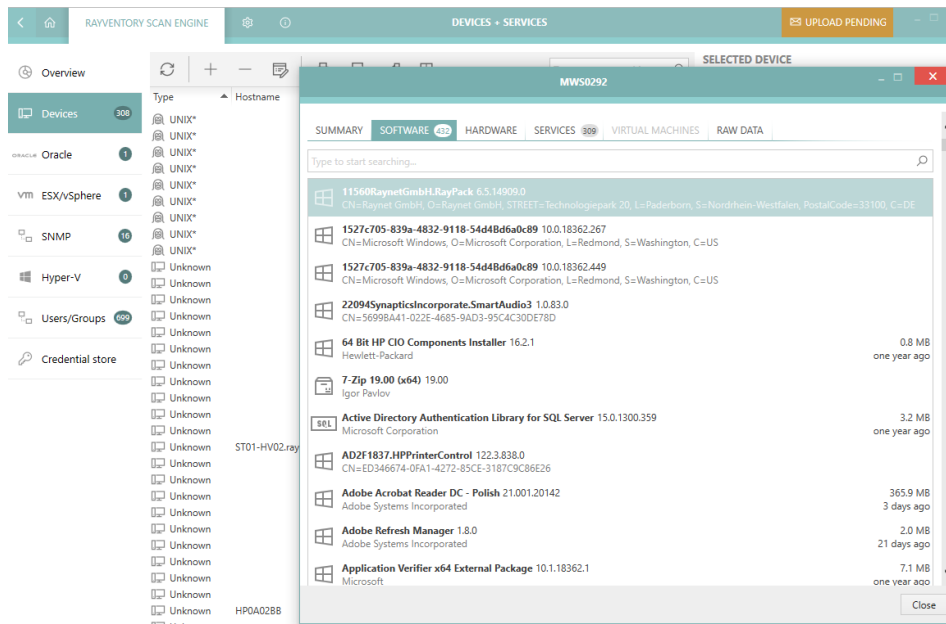 RAYVENTORY SCAN ENGINE
DEVICES + SERVICES
UPLOAD PENDING
Overview
Devices 308
ORACLE Oracle 1
vm ESX/vSphere 1
SNMP 16
Hyper-V 0
Users/Groups 699
Credential store
SELECTED DEVICE
Type Hostname
UNIX*
UNIX*
UNIX*
UNIX*
UNIX*
UNIX*
UNIX*
UNIX*
UNIX*
Unknown
Unknown
Unknown
Unknown
Unknown
Unknown
Unknown
Unknown
Unknown
Unknown
Unknown
Unknown ST01-HV02.ray
Unknown
Unknown
Unknown
Unknown
Unknown
Unknown
Unknown
Unknown
Unknown
Unknown HP0A02BB
MWS0292
SUMMARY SOFTWARE 432 HARDWARE SERVICES 309 VIRTUAL MACHINES RAW DATA
Type to start searching...
11560RaynetGmbH.RayPack 6.5.14909.0
CN=Raynet GmbH, O=Raynet GmbH, STREET=Technologiepark 20, L=Paderborn, S=Nordrhein-Westfalen, PostalCode=33100, C=DE
1527c705-839a-4832-9118-54d4Bd6a0c89 10.0.18362.267
CN=Microsoft Windows, O=Microsoft Corporation, L=Redmond, S=Washington, C=US
1527c705-839a-4832-9118-54d4Bd6a0c89 10.0.18362.449
CN=Microsoft Windows, O=Microsoft Corporation, L=Redmond, S=Washington, C=US
22094SynapticsIncorporate.SmartAudio3 1.0.83.0
CN=5699BA41-022E-4685-9AD3-95C4C30DE78D
64 Bit HP CIO Components Installer 16.2.1 0.8 MB
Hewlett-Packard one year ago
7-Zip 19.00 (x64) 19.00
Igor Pavlov
SQL Active Directory Authentication Library for SQL Server 15.0.1300.359 3.2 MB
Microsoft Corporation one year ago
AD2F1837.HPPrinterControl 122.3.838.0
CN=ED346674-0FA1-4272-85CE-3187C9C86E26
Adobe Acrobat Reader DC - Polish 21.001.20142 365.9 MB
Adobe Systems Incorporated 3 days ago
Adobe Refresh Manager 1.8.0 2.0 MB
Adobe Systems Incorporated 21 days ago
Application Verifier x64 External Package 10.1.18362.1 7.1 MB
Microsoft one year ago
Close